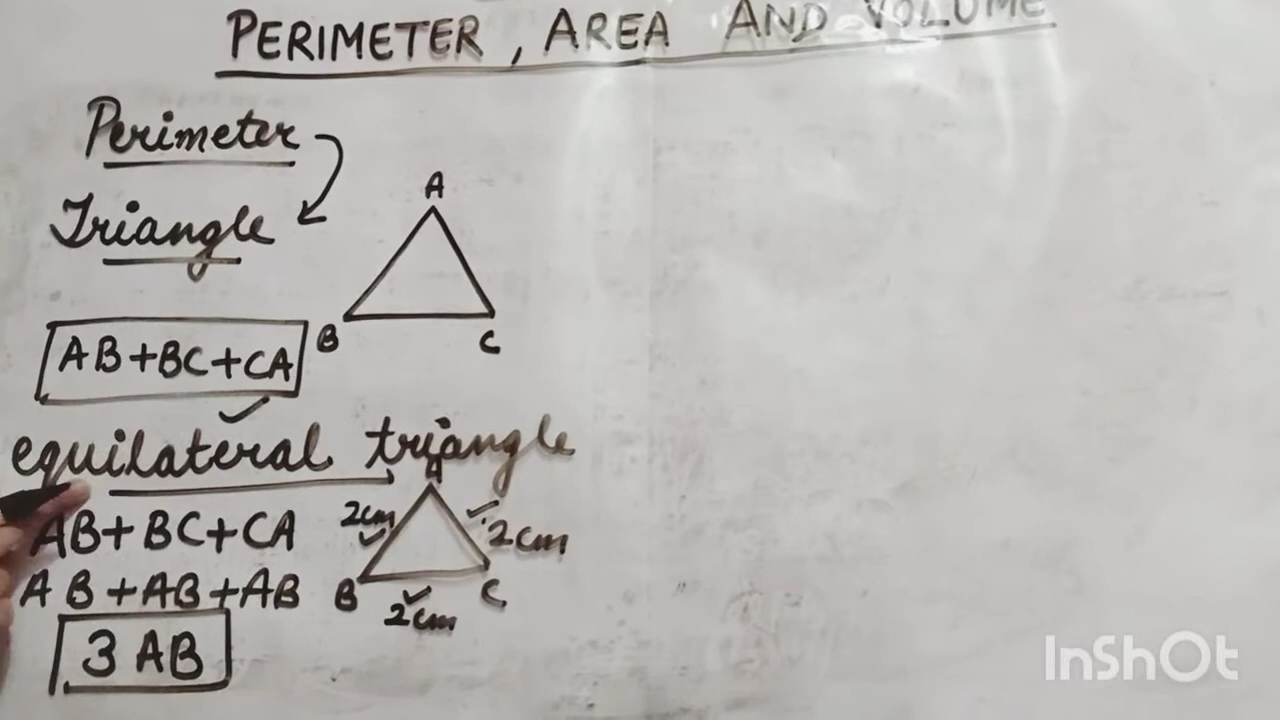 PERIMETER, AREA AND VOLUME
Perimeter
Triangle
A
B
C
AB+BC+CA
equilateral triangle
A
AB+BC+CA
2cm
2cm
AB+AB+AB
B
C
2cm
3 AB
InShOt